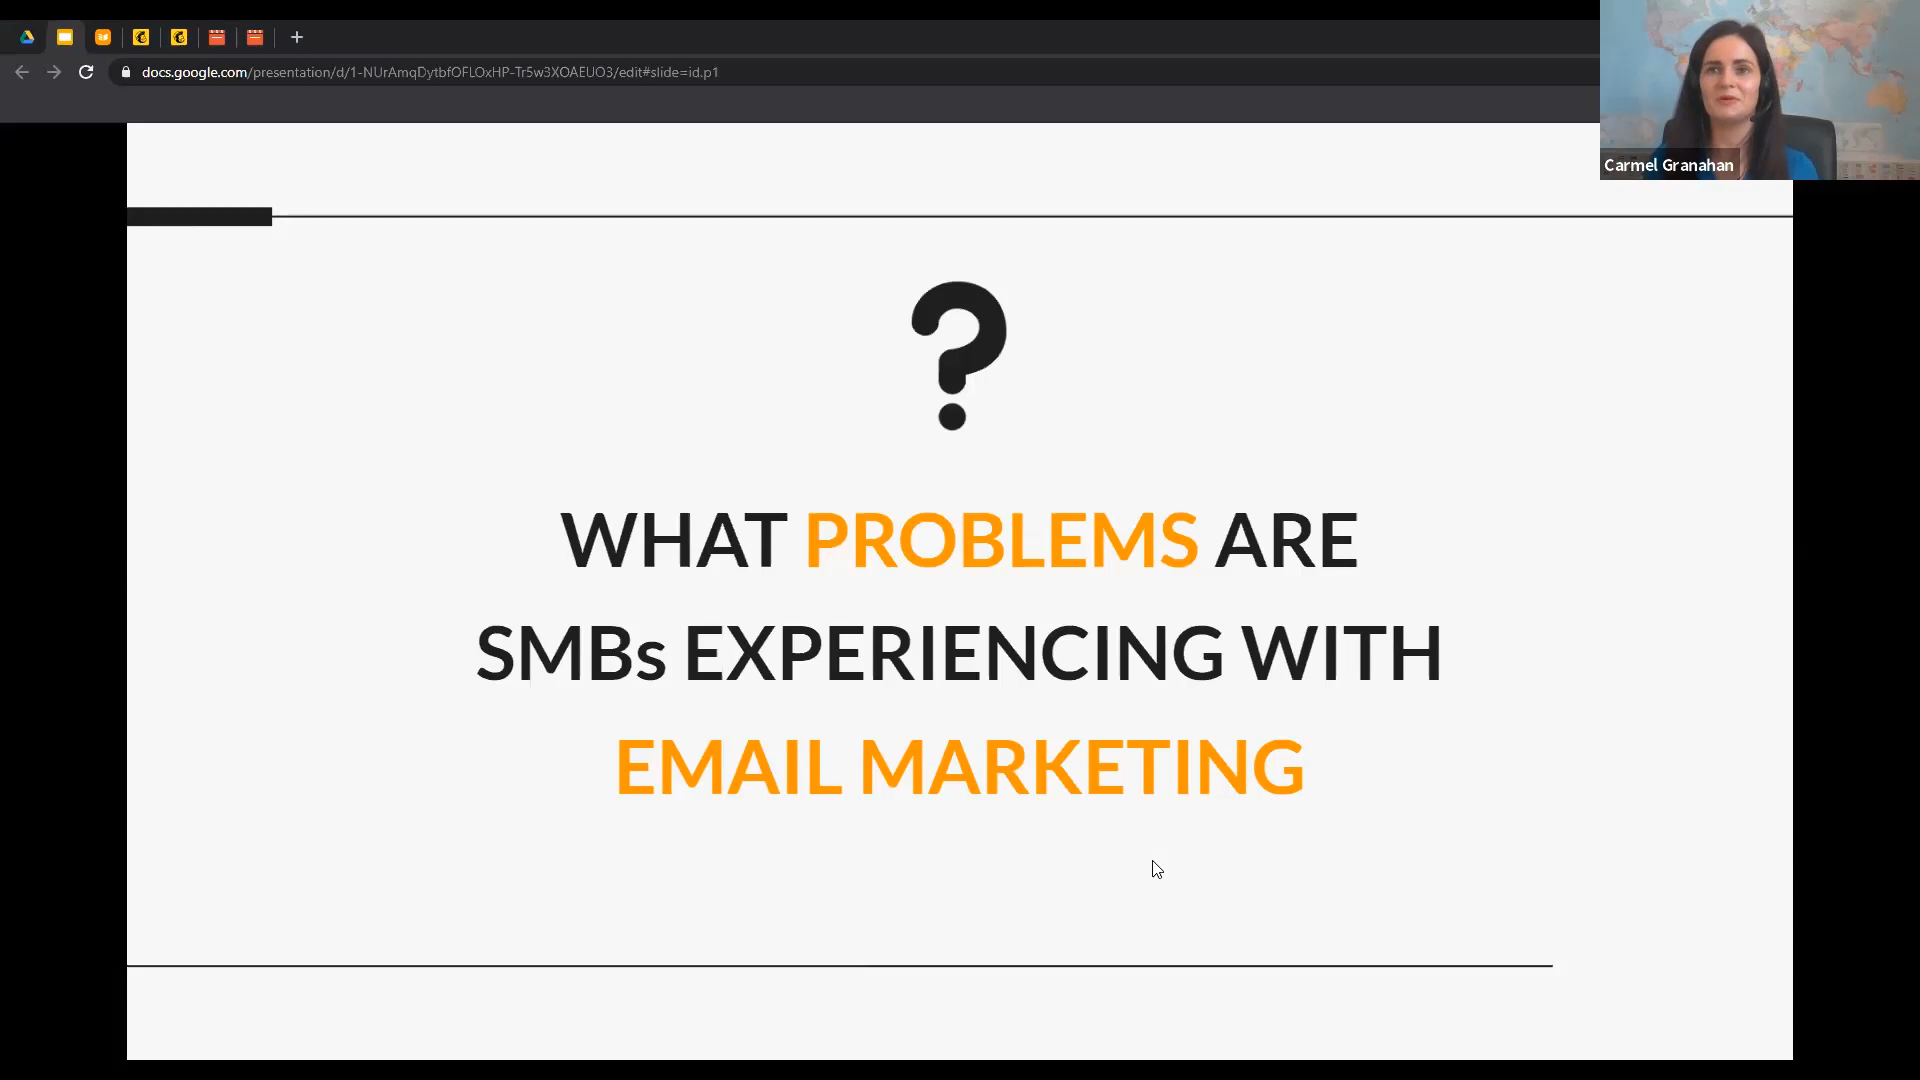 docs.google.com/presentation/d/1-NUrAmqDytbfOFLOxHP-Tr5w3XOAEUO3/edit#slide=id.p1
Carmel Granahan
?
WHAT PROBLEMS ARE
SMBs EXPERIENCING WITH
EMAIL MARKETING